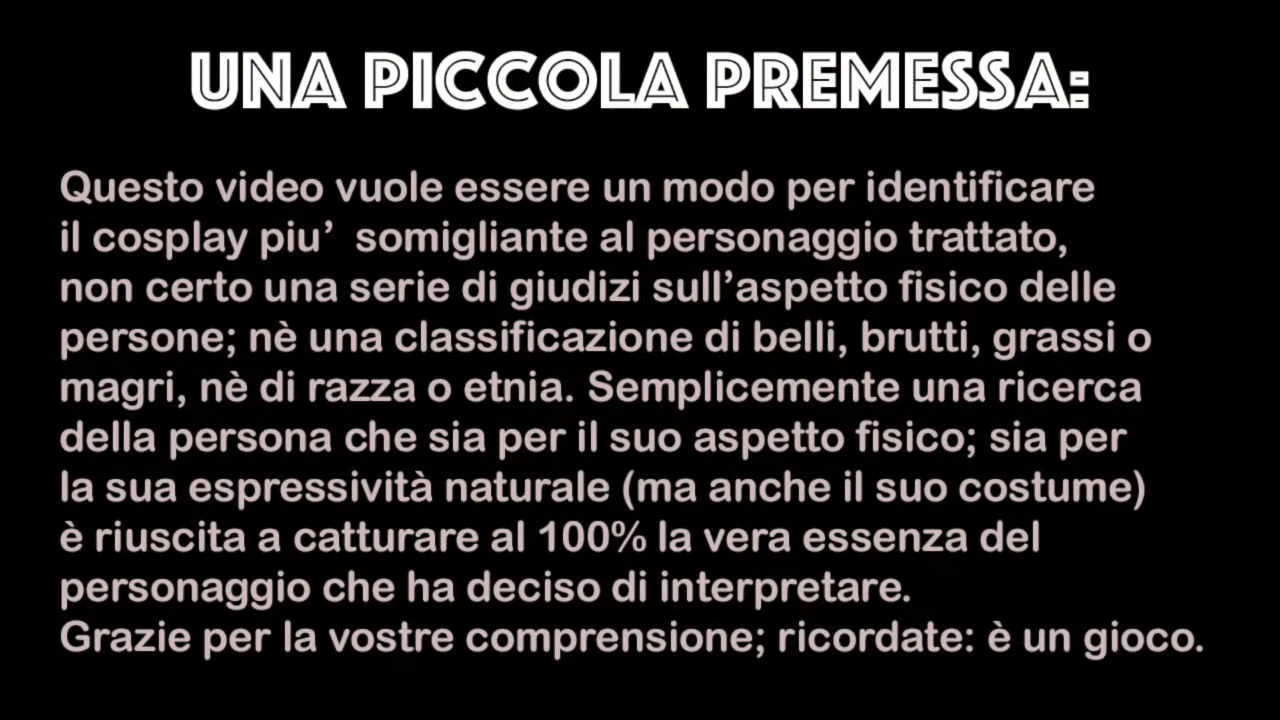 UNA PICCOLA PREMESSA:
Questo video vuole essere un modo per identificare
il cosplay piu’ somigliante al personaggio trattato,
non certo una serie di giudizi sull’aspetto fisico delle
persone; nè una classificazione di belli, brutti, grassi o
magri, nè di razza o etnia. Semplicemente una ricerca
della persona che sia per il suo aspetto fisico; sia per
la sua espressività naturale (ma anche il suo costume)
è riuscita a catturare al 100% la vera essenza del
personaggio che ha deciso di interpretare.
Grazie per la vostre comprensione; ricordate: è un gioco.